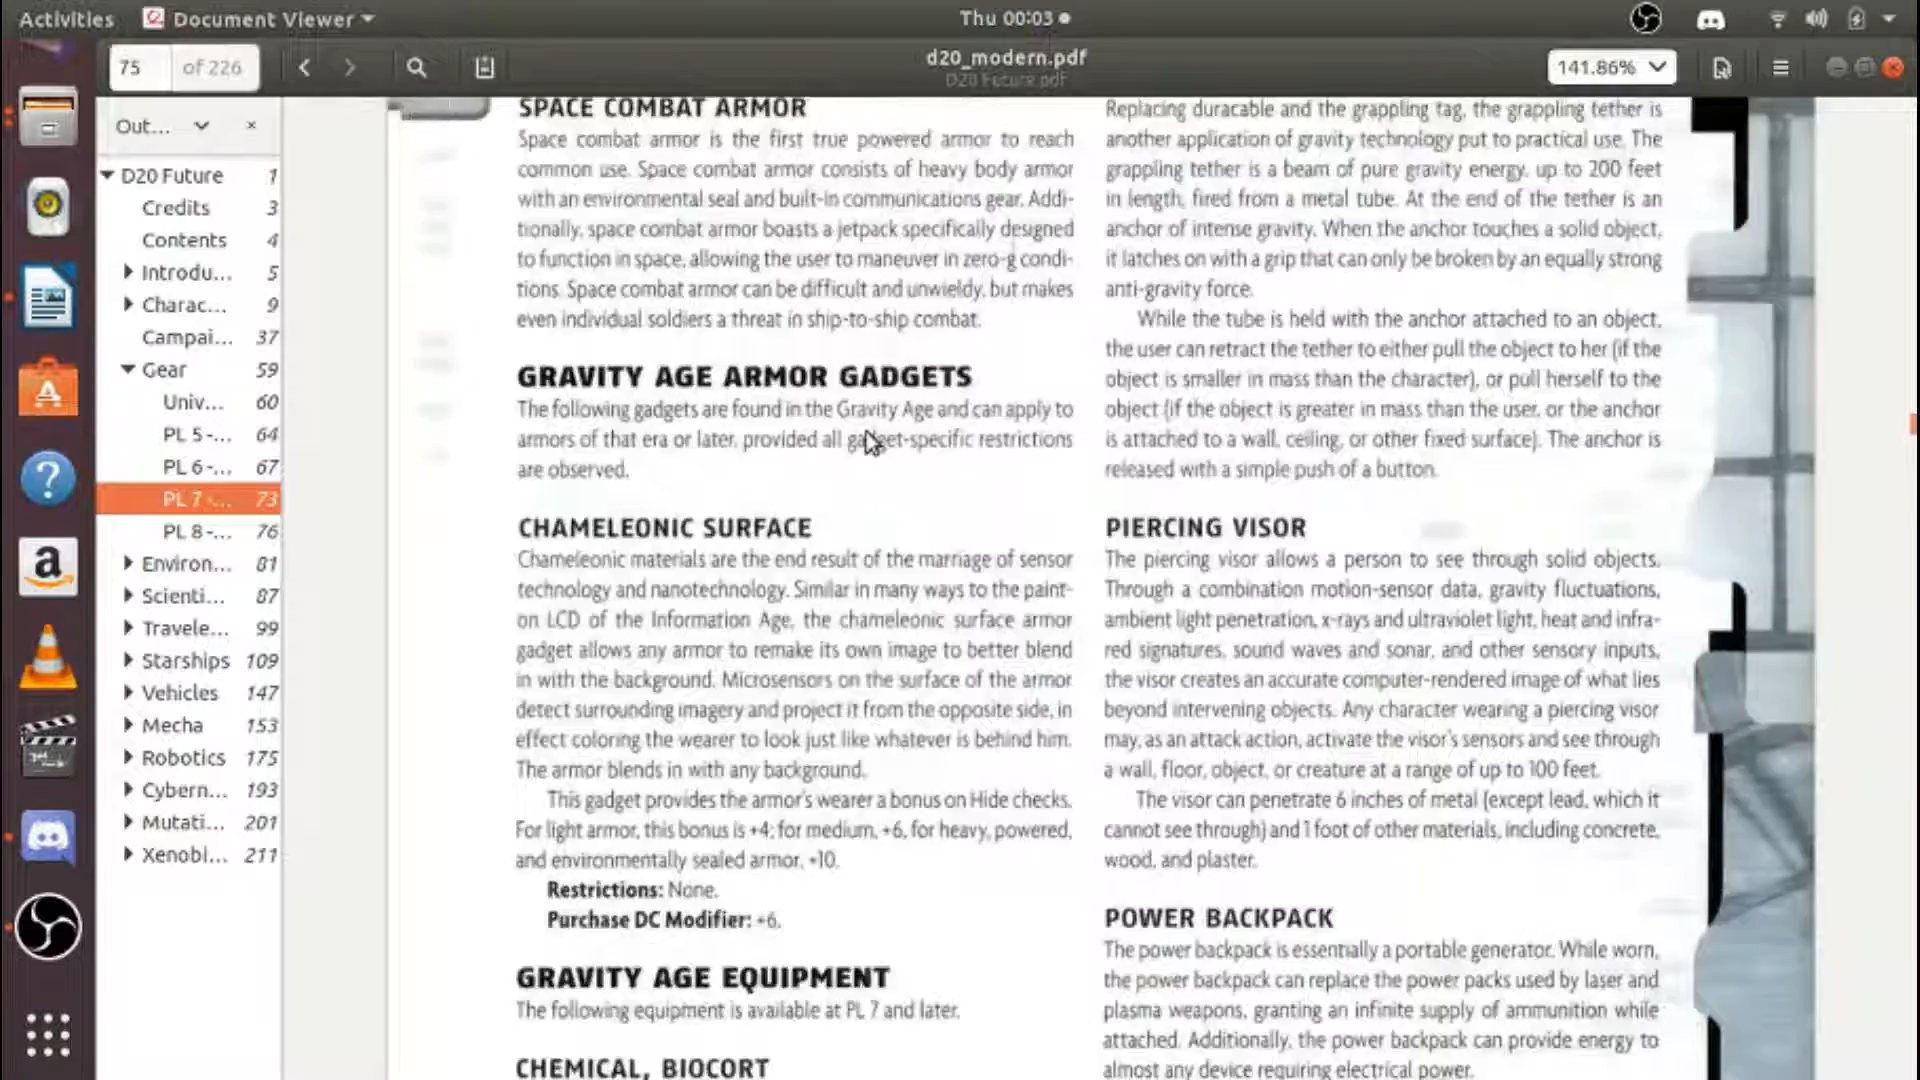 Activities
Document Viewer
Thu 00:03
75
of 226
d20_modern.pdf
D20 Future.pdf
141.86%
Out...
D20 Future 1
Credits 3
Contents 4
Introdu... 5
Charac... 9
Campai... 37
Gear 59
Univ... 60
PL 5 -... 64
PL 6 -... 67
PL 7 -... 73
PL 8 -... 76
Environ... 81
Scienti... 87
Travele... 99
Starships 109
Vehicles 147
Mecha 153
Robotics 175
Cybern... 193
Mutati... 201
Xenobi... 211
SPACE COMBAT ARMOR
Space combat armor is the first true powered armor to reach
common use. Space combat armor consists of heavy body armor
with an environmental seal and built-in communications gear. Addi-
tionally, space combat armor boasts a jetpack specifically designed
to function in space, allowing the user to maneuver in zero-g condi-
tions. Space combat armor can be difficult and unwieldy, but makes
even individual soldiers a threat in ship-to-ship combat.
GRAVITY AGE ARMOR GADGETS
The following gadgets are found in the Gravity Age and can apply to
armors of that era or later, provided all gadget-specific restrictions
are observed.
CHAMELEONIC SURFACE
Chameleonic materials are the end result of the marriage of sensor
technology and nanotechnology. Similar in many ways to the paint-
on LCD of the Information Age, the chameleonic surface armor
gadget allows any armor to remake its own image to better blend
in with the background. Microsensors on the surface of the armor
detect surrounding imagery and project it from the opposite side, in
effect coloring the wearer to look just like whatever is behind him.
The armor blends in with any background.
This gadget provides the armor's wearer a bonus on Hide checks.
For light armor, this bonus is +4; for medium, +6, for heavy, powered,
and environmentally sealed armor, +10.
Restrictions: None.
Purchase DC Modifier: +6.
GRAVITY AGE EQUIPMENT
The following equipment is available at PL 7 and later.
CHEMICAL, BIOCORT
Replacing duracable and the grappling tag, the grappling tether is
another application of gravity technology put to practical use. The
grappling tether is a beam of pure gravity energy, up to 200 feet
in length, fired from a metal tube. At the end of the tether is an
anchor of intense gravity. When the anchor touches a solid object,
it latches on with a grip that can only be broken by an equally strong
anti-gravity force.
While the tube is held with the anchor attached to an object,
the user can retract the tether to either pull the object to her (if the
object is smaller in mass than the character), or pull herself to the
object (if the object is greater in mass than the user, or the anchor
is attached to a wall, ceiling, or other fixed surface). The anchor is
released with a simple push of a button.
PIERCING VISOR
The piercing visor allows a person to see through solid objects.
Through a combination motion-sensor data, gravity fluctuations,
ambient light penetration, x-rays and ultraviolet light, heat and infra-
red signatures, sound waves and sonar, and other sensory inputs,
the visor creates an accurate computer-rendered image of what lies
beyond intervening objects. Any character wearing a piercing visor
may, as an attack action, activate the visor's sensors and see through
a wall, floor, object, or creature at a range of up to 100 feet.
The visor can penetrate 6 inches of metal (except lead, which it
cannot see through) and 1 foot of other materials, including concrete,
wood, and plaster.
POWER BACKPACK
The power backpack is essentially a portable generator. While worn,
the power backpack can replace the power packs used by laser and
plasma weapons, granting an infinite supply of ammunition while
attached. Additionally, the power backpack can provide energy to
almost any device requiring electrical power.